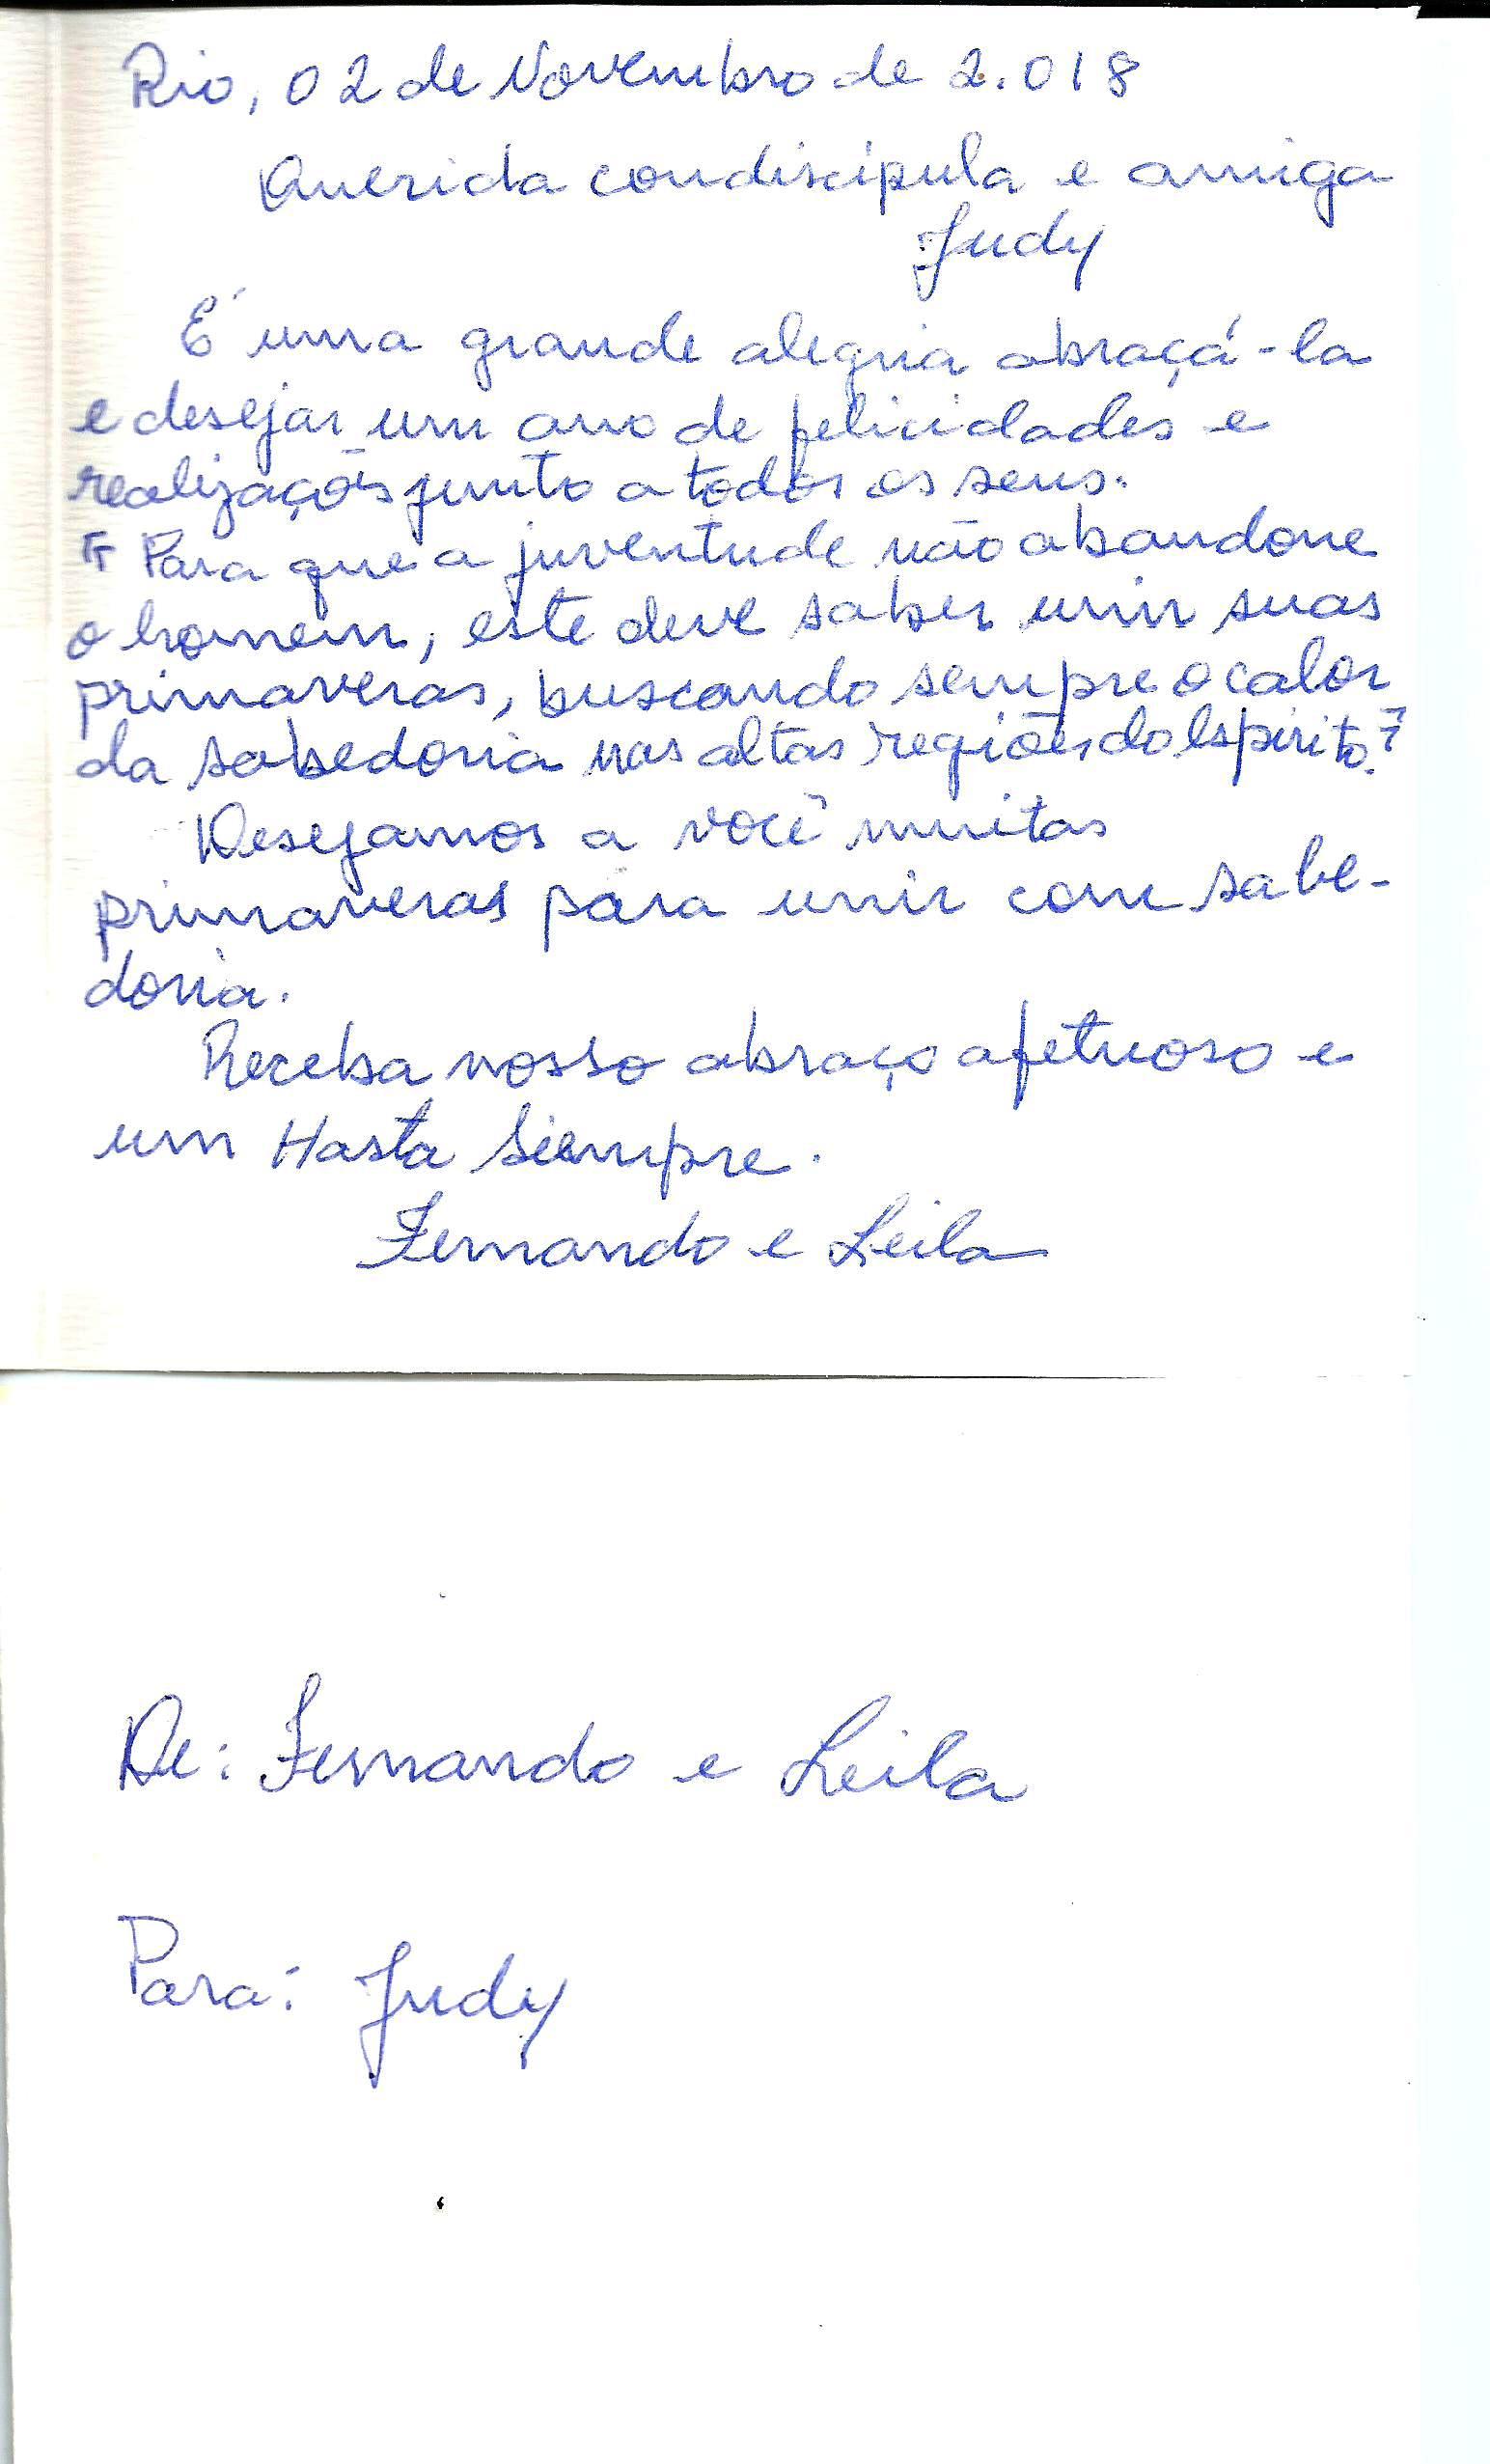 Rio, 02 de Novembro de 2.018
Querida condiscípula e amiga
Judy
É uma grande alegria abraçá-la
e desejar um ano de felicidades e
realizações junto a todos os seus.
" Para que a juventude não abandone
o homem, este deve saber unir suas
primaveras, buscando sempre o calor
da sabedoria nas altas regiões do Espírito."
Desejamos a você muitas
primaveras para unir com sabe-
doria.
Receba nosso abraço afetuoso e
um Hasta Siempre.
Fernando e Leila
De: Fernando e Leila
Para: Judy